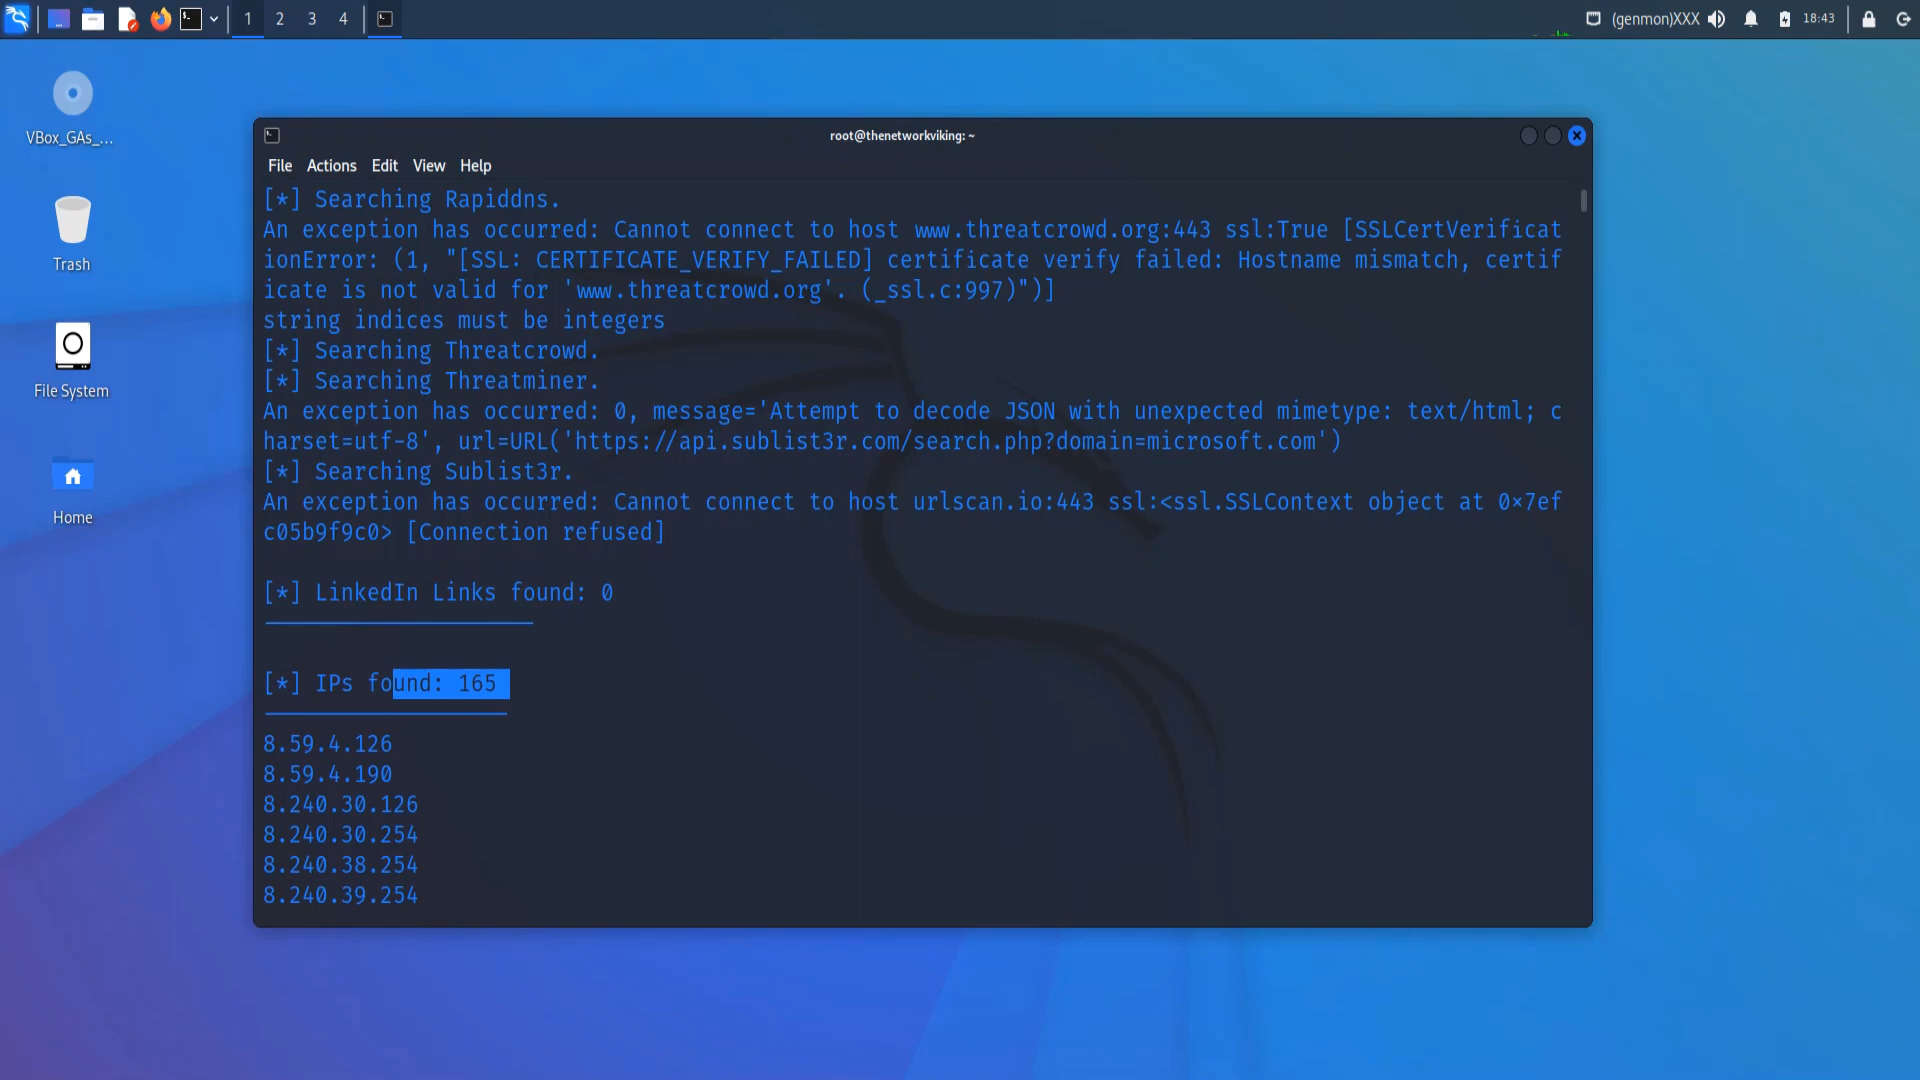 1 2 3 4 (genmon)XXX 18:43
VBox_GAs_...
Trash
File System
Home
root@thenetworkviking: ~
File Actions Edit View Help
[*] Searching Rapiddns.
An exception has occurred: Cannot connect to host www.threatcrowd.org:443 ssl:True [SSLCertVerificat
ionError: (1, "[SSL: CERTIFICATE_VERIFY_FAILED] certificate verify failed: Hostname mismatch, certif
icate is not valid for 'www.threatcrowd.org'. (_ssl.c:997)")]
string indices must be integers
[*] Searching Threatcrowd.
[*] Searching Threatminer.
An exception has occurred: 0, message='Attempt to decode JSON with unexpected mimetype: text/html; c
harset=utf-8', url=URL('https://api.sublist3r.com/search.php?domain=microsoft.com')
[*] Searching Sublist3r.
An exception has occurred: Cannot connect to host urlscan.io:443 ssl:<ssl.SSLContext object at 0x7ef
c05b9f9c0> [Connection refused]
[*] LinkedIn Links found: 0
[*] IPs found: 165
8.59.4.126
8.59.4.190
8.240.30.126
8.240.30.254
8.240.38.254
8.240.39.254